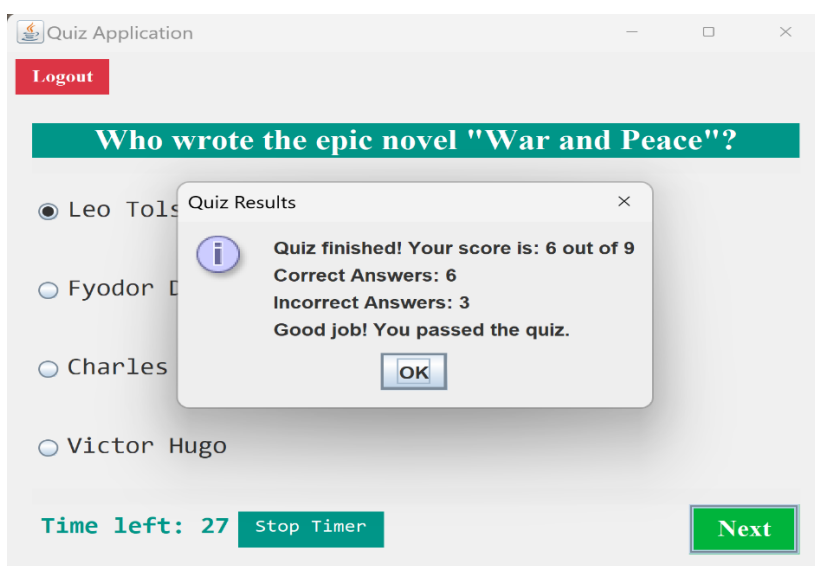 Quiz Application
Logout
Who wrote the epic novel "War and Peace"?
Leo
Quiz Results
Quiz finished! Your score is: 6 out of 9
Correct Answers: 6
Incorrect Answers: 3
Good job! You passed the quiz.
OK
Fyodor
Charles
Victor Hugo
Time left: 27
Stop Timer
Next